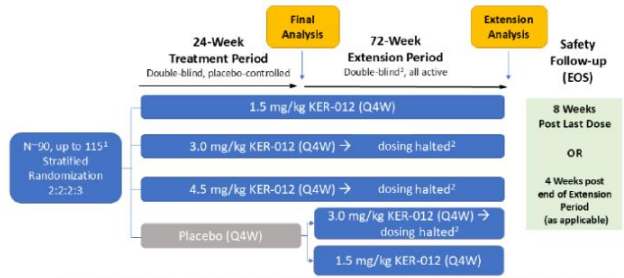 Final
Analysis
Extension
Analysis
24-Week
Treatment Period
Double-blind, placebo-controlled
72-Week
Extension Period
Double-blind², all active
Safety
Follow-up
(EOS)
N~90, up to 115¹
Stratified
Randomization
2:2:2:3
1.5 mg/kg KER-012 (Q4W)
3.0 mg/kg KER-012 (Q4W) → dosing halted²
4.5 mg/kg KER-012 (Q4W) → dosing halted²
Placebo (Q4W)
3.0 mg/kg KER-012 (Q4W) →
dosing halted²
1.5 mg/kg KER-012 (Q4W)
8 Weeks
Post Last Dose
OR
4 Weeks post
end of Extension
Period
(as applicable)